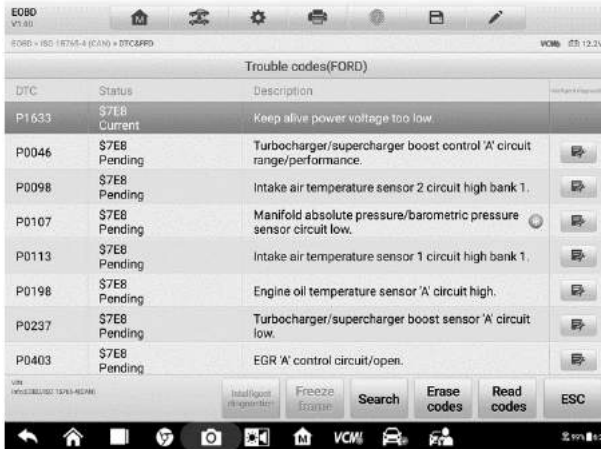 EOBD
V1.60
EOBD > ISO 15765-4 (CAN) > DTC&FFD
VCMI 12.2V
Trouble codes(FORD)
DTC Status Description
P1633 $7E8 Current Keep alive power voltage too low.
P0046 $7E8 Pending Turbocharger/supercharger boost control 'A' circuit
range/performance.
P0098 $7E8 Pending Intake air temperature sensor 2 circuit high bank 1.
P0107 $7E8 Pending Manifold absolute pressure/barometric pressure
sensor circuit low.
P0113 $7E8 Pending Intake air temperature sensor 1 circuit high bank 1.
P0198 $7E8 Pending Engine oil temperature sensor 'A' circuit high.
P0237 $7E8 Pending Turbocharger/supercharger boost sensor 'A' circuit
low.
P0403 $7E8 Pending EGR 'A' control circuit/open.
VIN
Intelligent
diagnostics
Freeze
frame
Search
Erase
codes
Read
codes
ESC
VCMI
99%